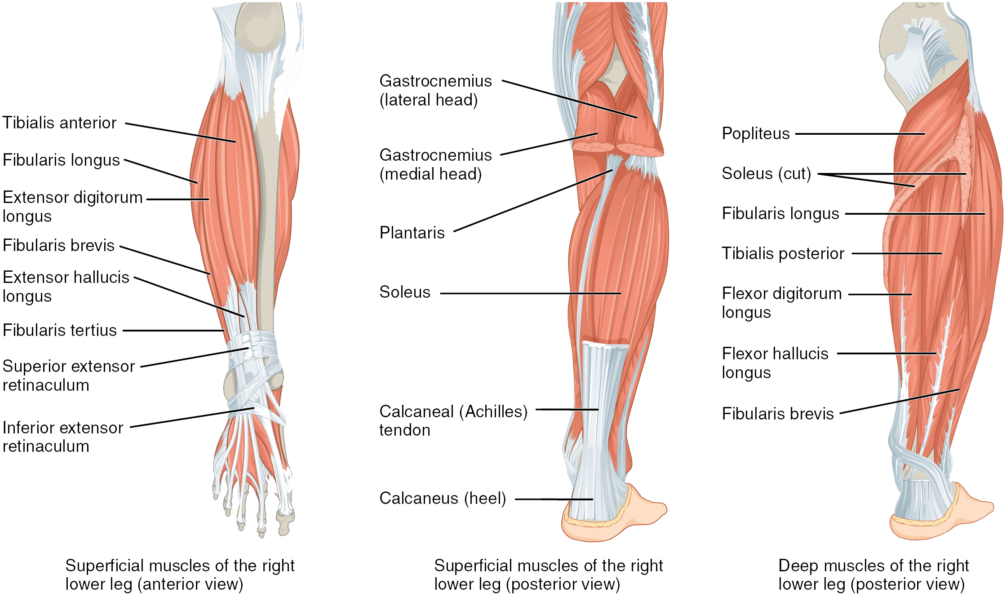 Tibialis anterior
Fibularis longus
Extensor digitorum
longus
Fibularis brevis
Extensor hallucis
longus
Fibularis tertius
Superior extensor
retinaculum
Inferior extensor
retinaculum
Superficial muscles of the right
lower leg (anterior view)
Gastrocnemius
(lateral head)
Gastrocnemius
(medial head)
Plantaris
Soleus
Calcaneal (Achilles)
tendon
Calcaneus (heel)
Superficial muscles of the right
lower leg (posterior view)
Popliteus
Soleus (cut)
Fibularis longus
Tibialis posterior
Flexor digitorum
longus
Flexor hallucis
longus
Fibularis brevis
Deep muscles of the right
lower leg (posterior view)